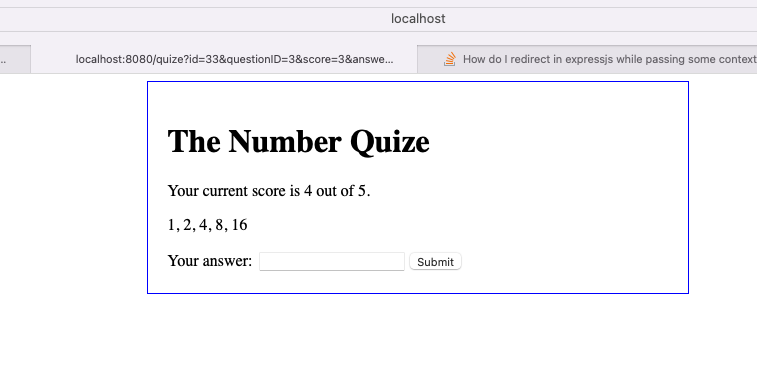 localhost
...
localhost:8080/quize?id=33&questionID=3&score=3&answe...
How do I redirect in expressjs while passing some context
The Number Quize
Your current score is 4 out of 5.
1, 2, 4, 8, 16
Your answer:
Submit